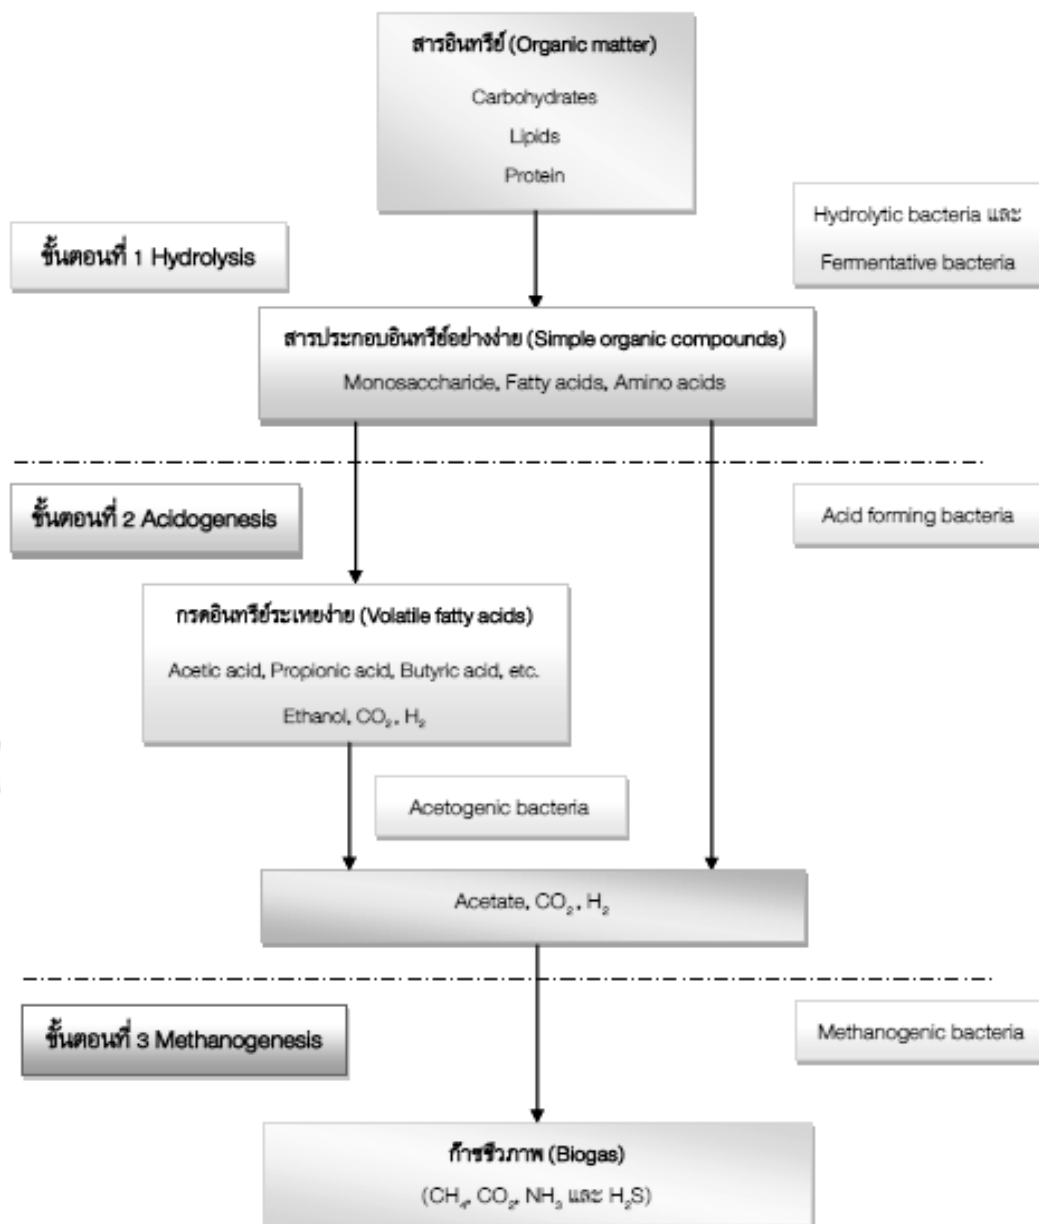 สารอินทรีย์ (Organic matter)
Carbohydrates
Lipids
Protein
Hydrolytic bacteria และ
Fermentative bacteria
ขั้นตอนที่ 1 Hydrolysis
สารประกอบอินทรีย์อย่างง่าย (Simple organic compounds)
Monosaccharide, Fatty acids, Amino acids
ขั้นตอนที่ 2 Acidogenesis
Acid forming bacteria
กรดอินทรีย์ระเหยง่าย (Volatile fatty acids)
Acetic acid, Propionic acid, Butyric acid, etc.
Ethanol, CO₂, H₂
Acetogenic bacteria
Acetate, CO₂, H₂
ขั้นตอนที่ 3 Methanogenesis
Methanogenic bacteria
ก๊าซชีวภาพ (Biogas)
(CH₄, CO₂, NH₃ และ H₂S)